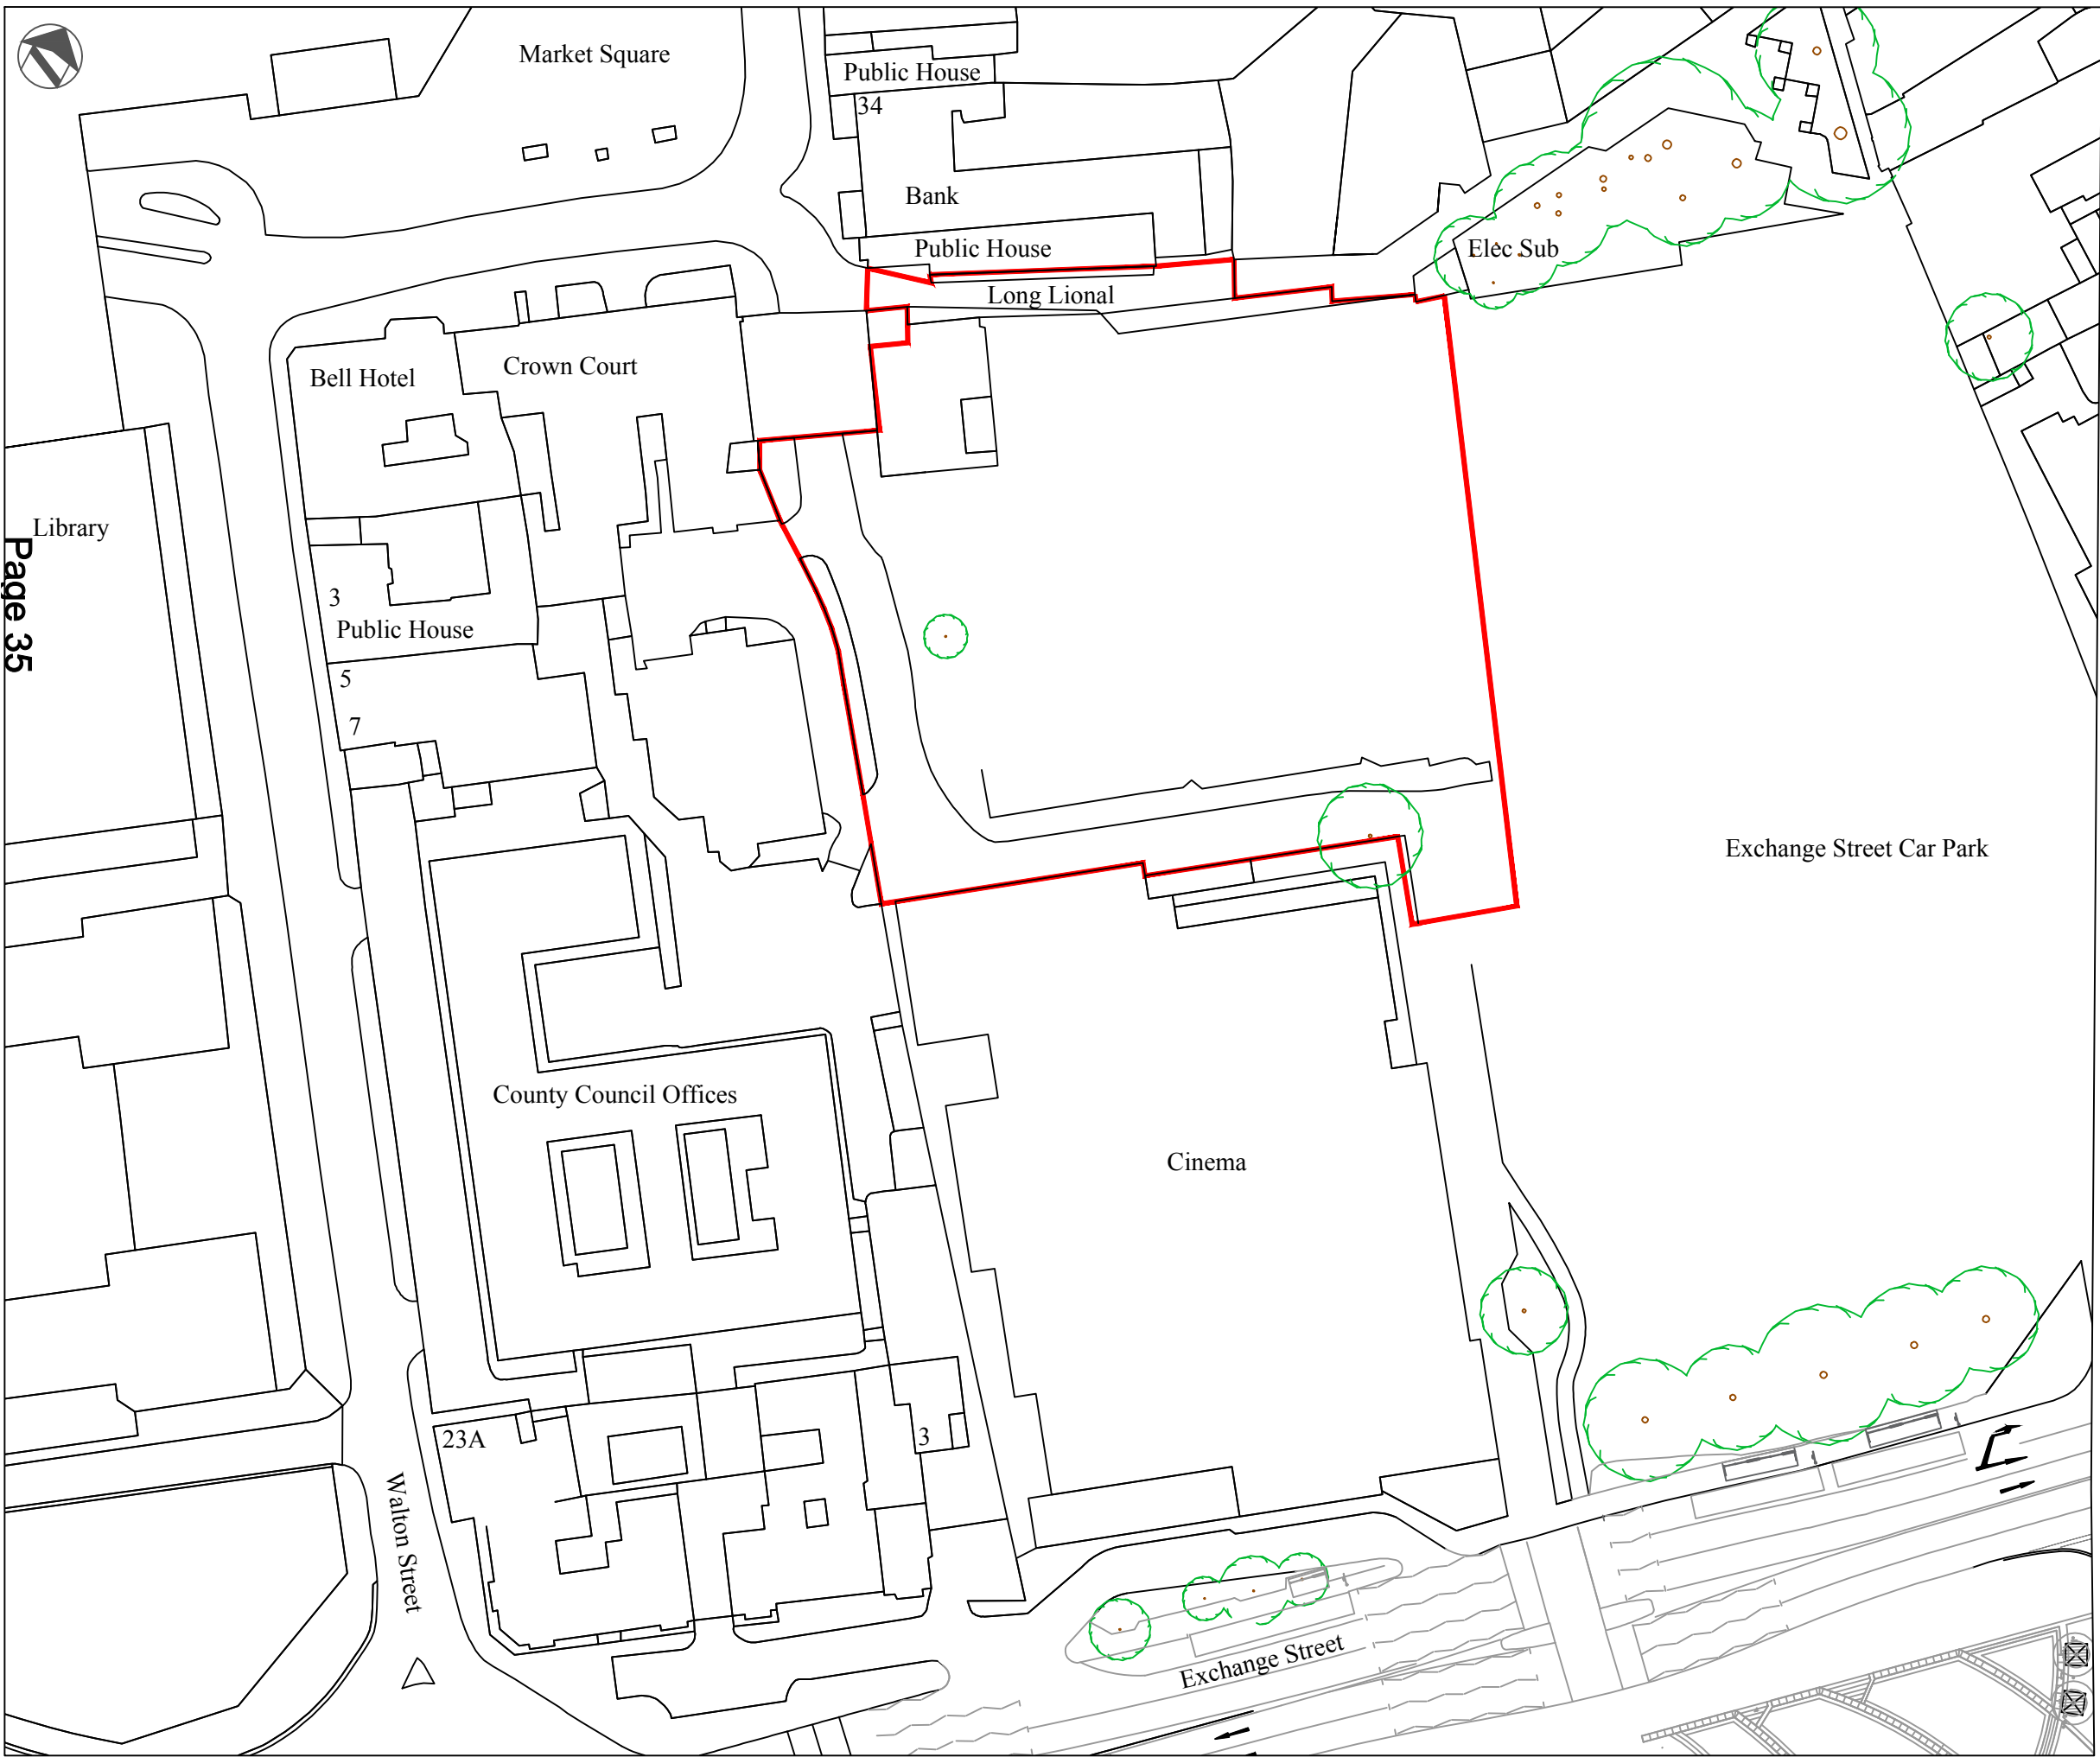 Market Square
Public House
34
Bank
Public House
Elec Sub
Long Lional
Crown Court
Bell Hotel
Library
Page 35
3
Public House
5
7
Exchange Street Car Park
County Council Offices
Cinema
23A
3
Walton Street
Exchange Street